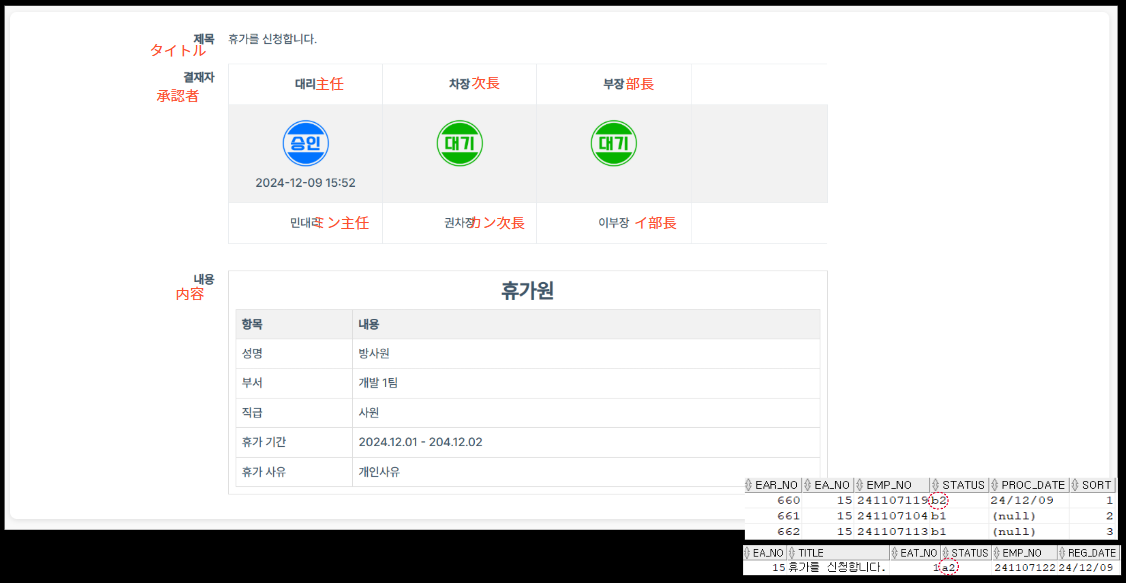 제목 휴가를 신청합니다.
タイトル
결재자
承認者
대리主任 차장次長 부장部長
승인 대기 대기
2024-12-09 15:52
민대리ミン主任 권차장カン次長 이부장 イ部長
내용
内容
휴가원
항목 내용
성명 방사원
부서 개발 1팀
직급 사원
휴가 기간 2024.12.01 - 204.12.02
휴가 사유 개인사유
EAR_NO EA_NO EMP_NO STATUS PROC_DATE SORT
660 15 241107119 b2 24/12/09 1
661 15 241107104 b1 (null) 2
662 15 241107113 b1 (null) 3
EA_NO TITLE EAT_NO STATUS EMP_NO REG_DATE
15 휴가를 신청합니다. 1 a2 241107122 24/12/09